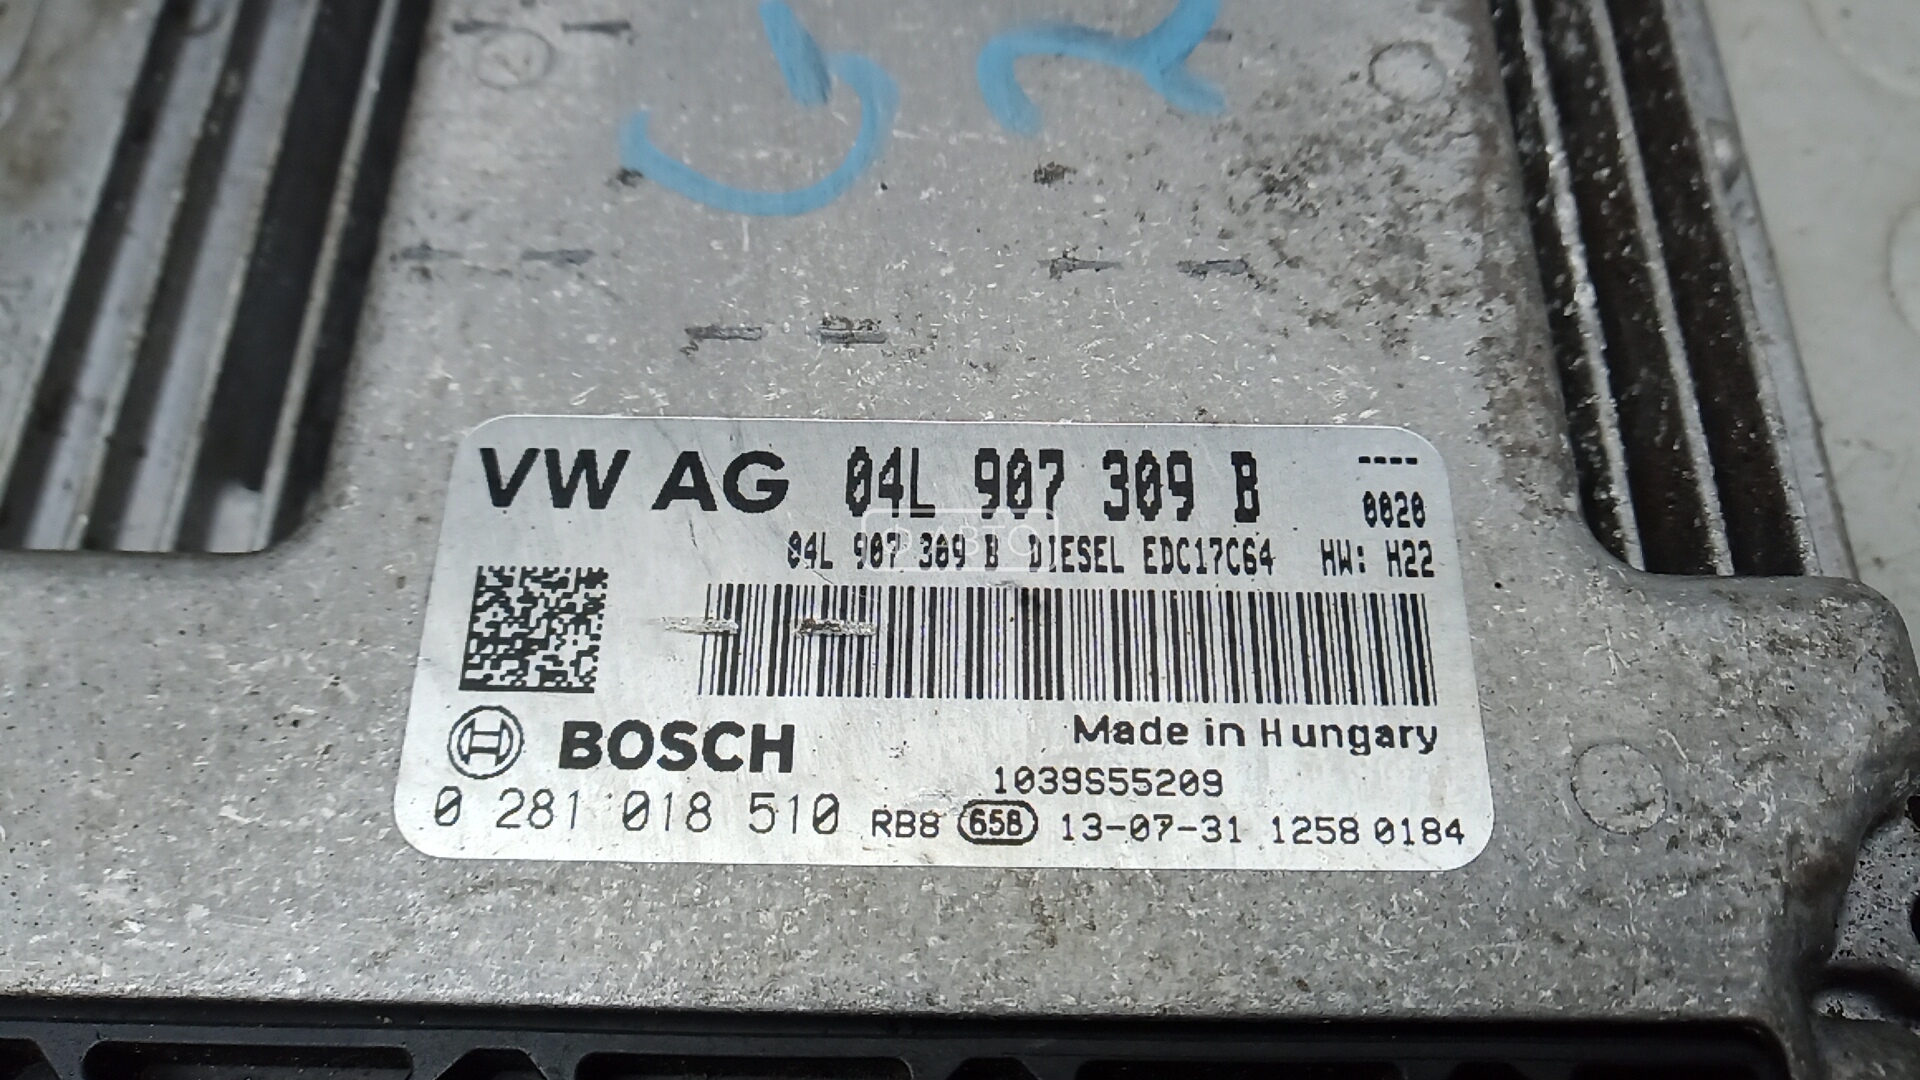 VW AG 04L 907 309 B ----
0020
04L 907 309 B DIESEL EDC17C64 HW: H22
BOSCH
Made in Hungary
1039S55209
0 281 018 510 RB8 65B 13-07-31 1258 0184